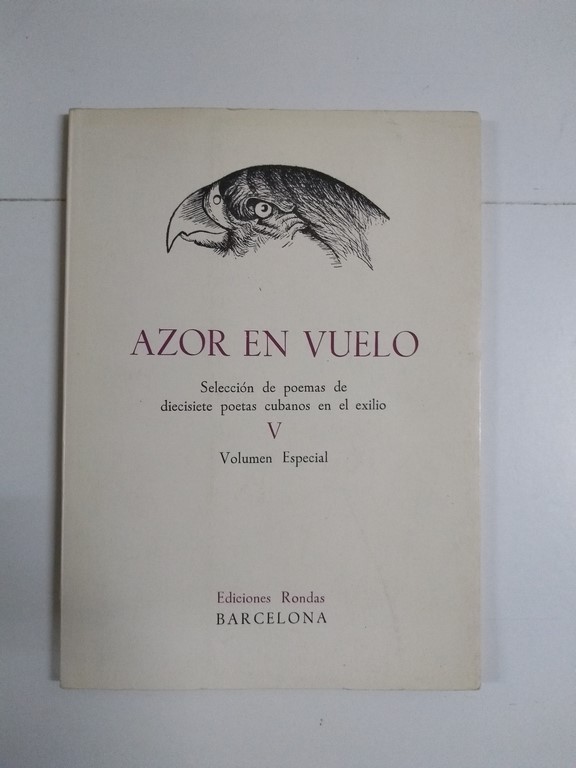 AZOR EN VUELO
Selección de poemas de
diecisiete poetas cubanos en el exilio
V
Volumen Especial
Ediciones Rondas
BARCELONA